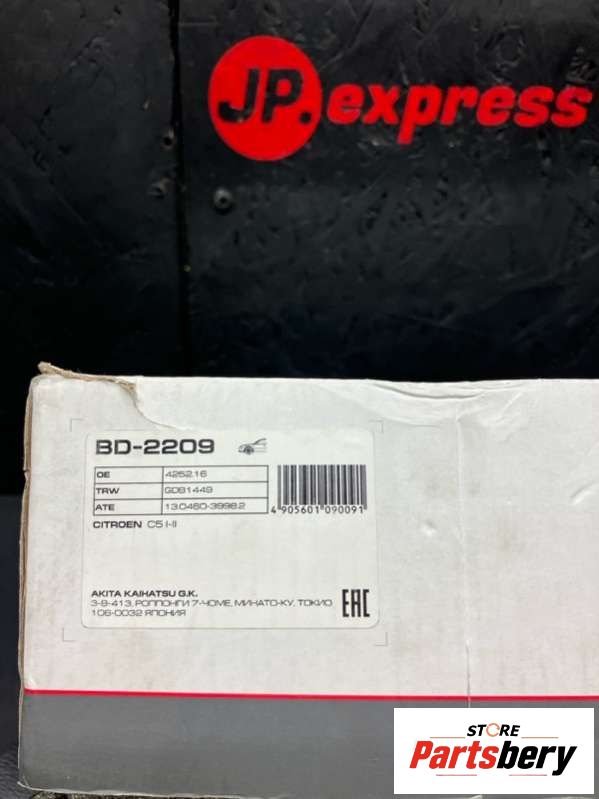 JP.express
BD-2209
OE 4252.16
TRW GDB1449
ATE 13.0460-3998.2
CITROEN C5 I-II
4 905601 090091
AKITA KAIHATSU G.K.
3-9-413, РОППОНГИ 7-ЧОМЕ, МИНАТО-КУ, ТОКИО
106-0032 ЯПОНИЯ
EAC
STORE
Partsbery